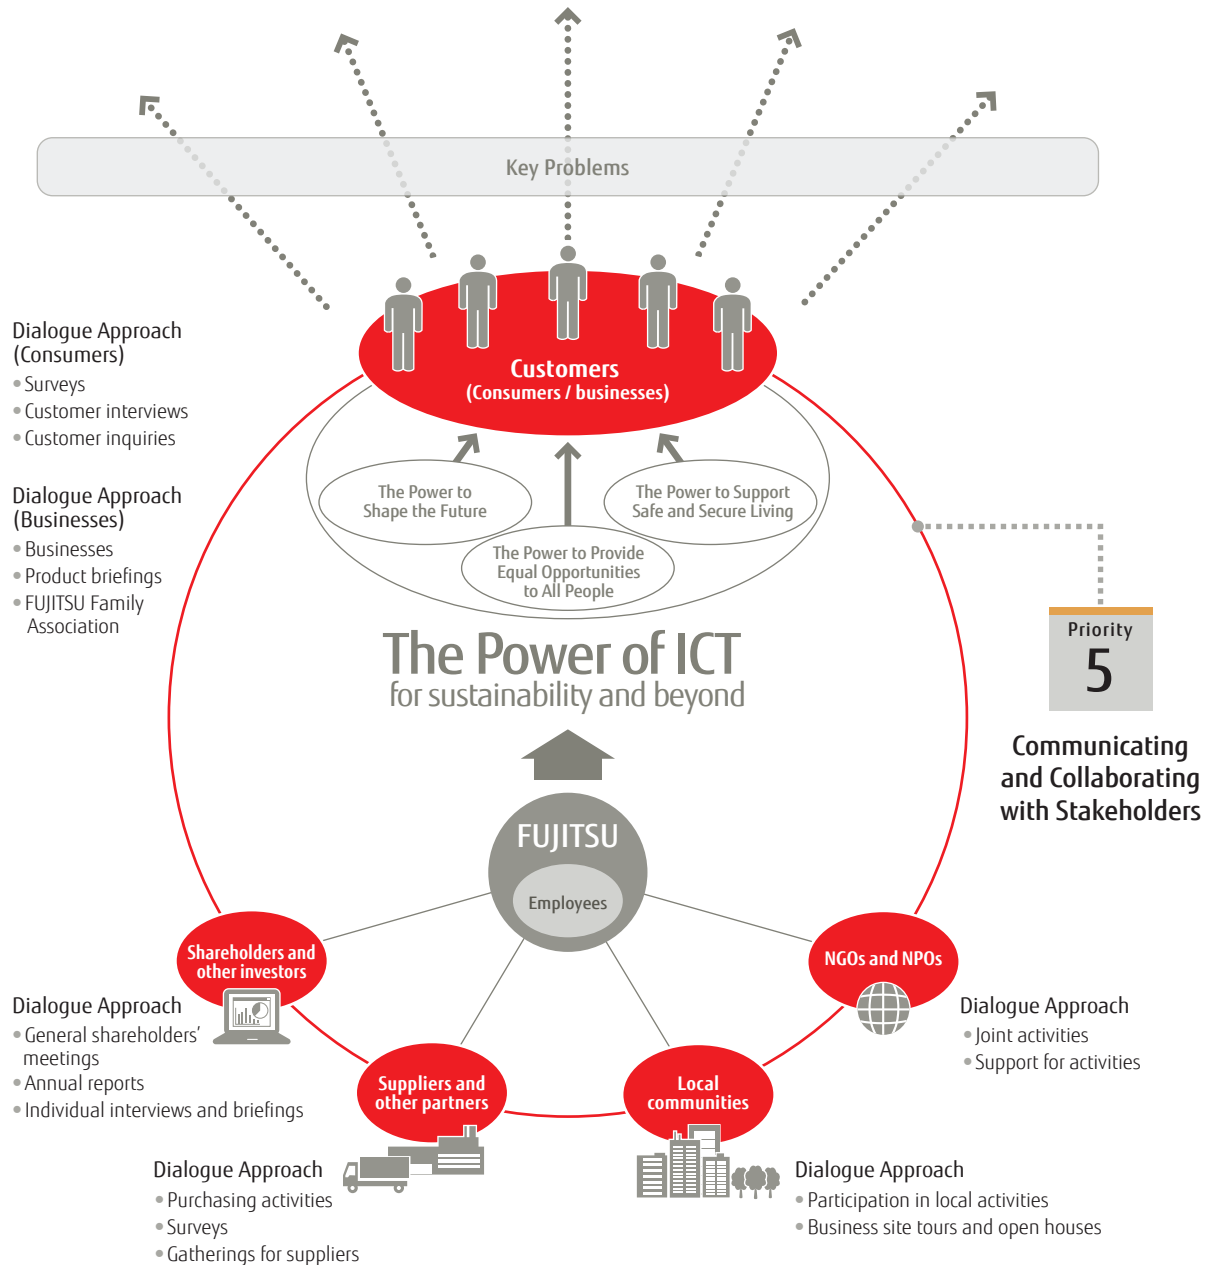 Key Problems
Customers
(Consumers / businesses)
Dialogue Approach
(Consumers)
• Surveys
• Customer interviews
• Customer inquiries
Dialogue Approach
(Businesses)
• Businesses
• Product briefings
• FUJITSU Family
Association
The Power to
Shape the Future
The Power to Support
Safe and Secure Living
The Power to Provide
Equal Opportunities
to All People
The Power of ICT
for sustainability and beyond
Priority
5
Communicating
and Collaborating
with Stakeholders
FUJITSU
Employees
Shareholders and
other investors
Dialogue Approach
• General shareholders'
meetings
• Annual reports
• Individual interviews and briefings
NGOs and NPOs
Dialogue Approach
• Joint activities
• Support for activities
Suppliers and
other partners
Dialogue Approach
• Purchasing activities
• Surveys
• Gatherings for suppliers
Local
communities
Dialogue Approach
• Participation in local activities
• Business site tours and open houses